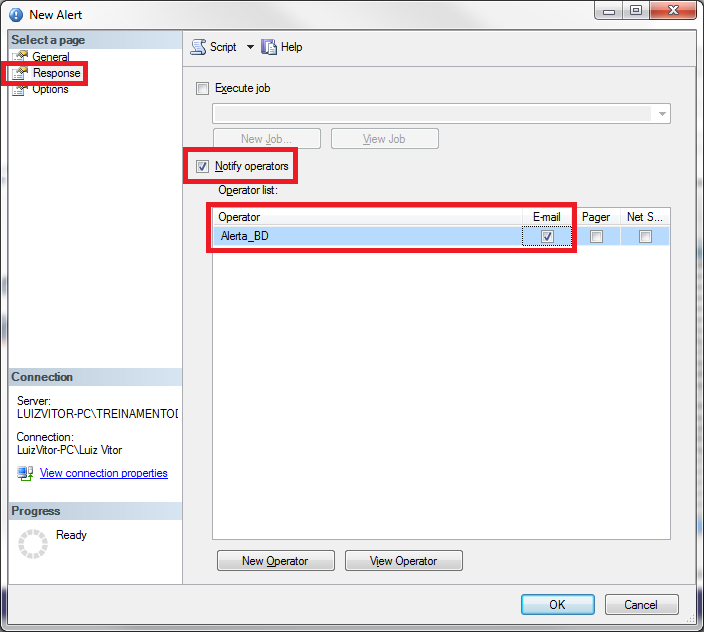 New Alert
Select a page
General
Response
Options
Script
Help
Execute job
New Job...
View Job
Notify operators
Operator list:
Operator E-mail Pager Net S...
Alerta_BD
Connection
Server:
LUIZVITOR-PC\TREINAMENTOD
Connection:
LuizVitor-PC\Luiz Vitor
View connection properties
Progress
Ready
New Operator
View Operator
OK
Cancel